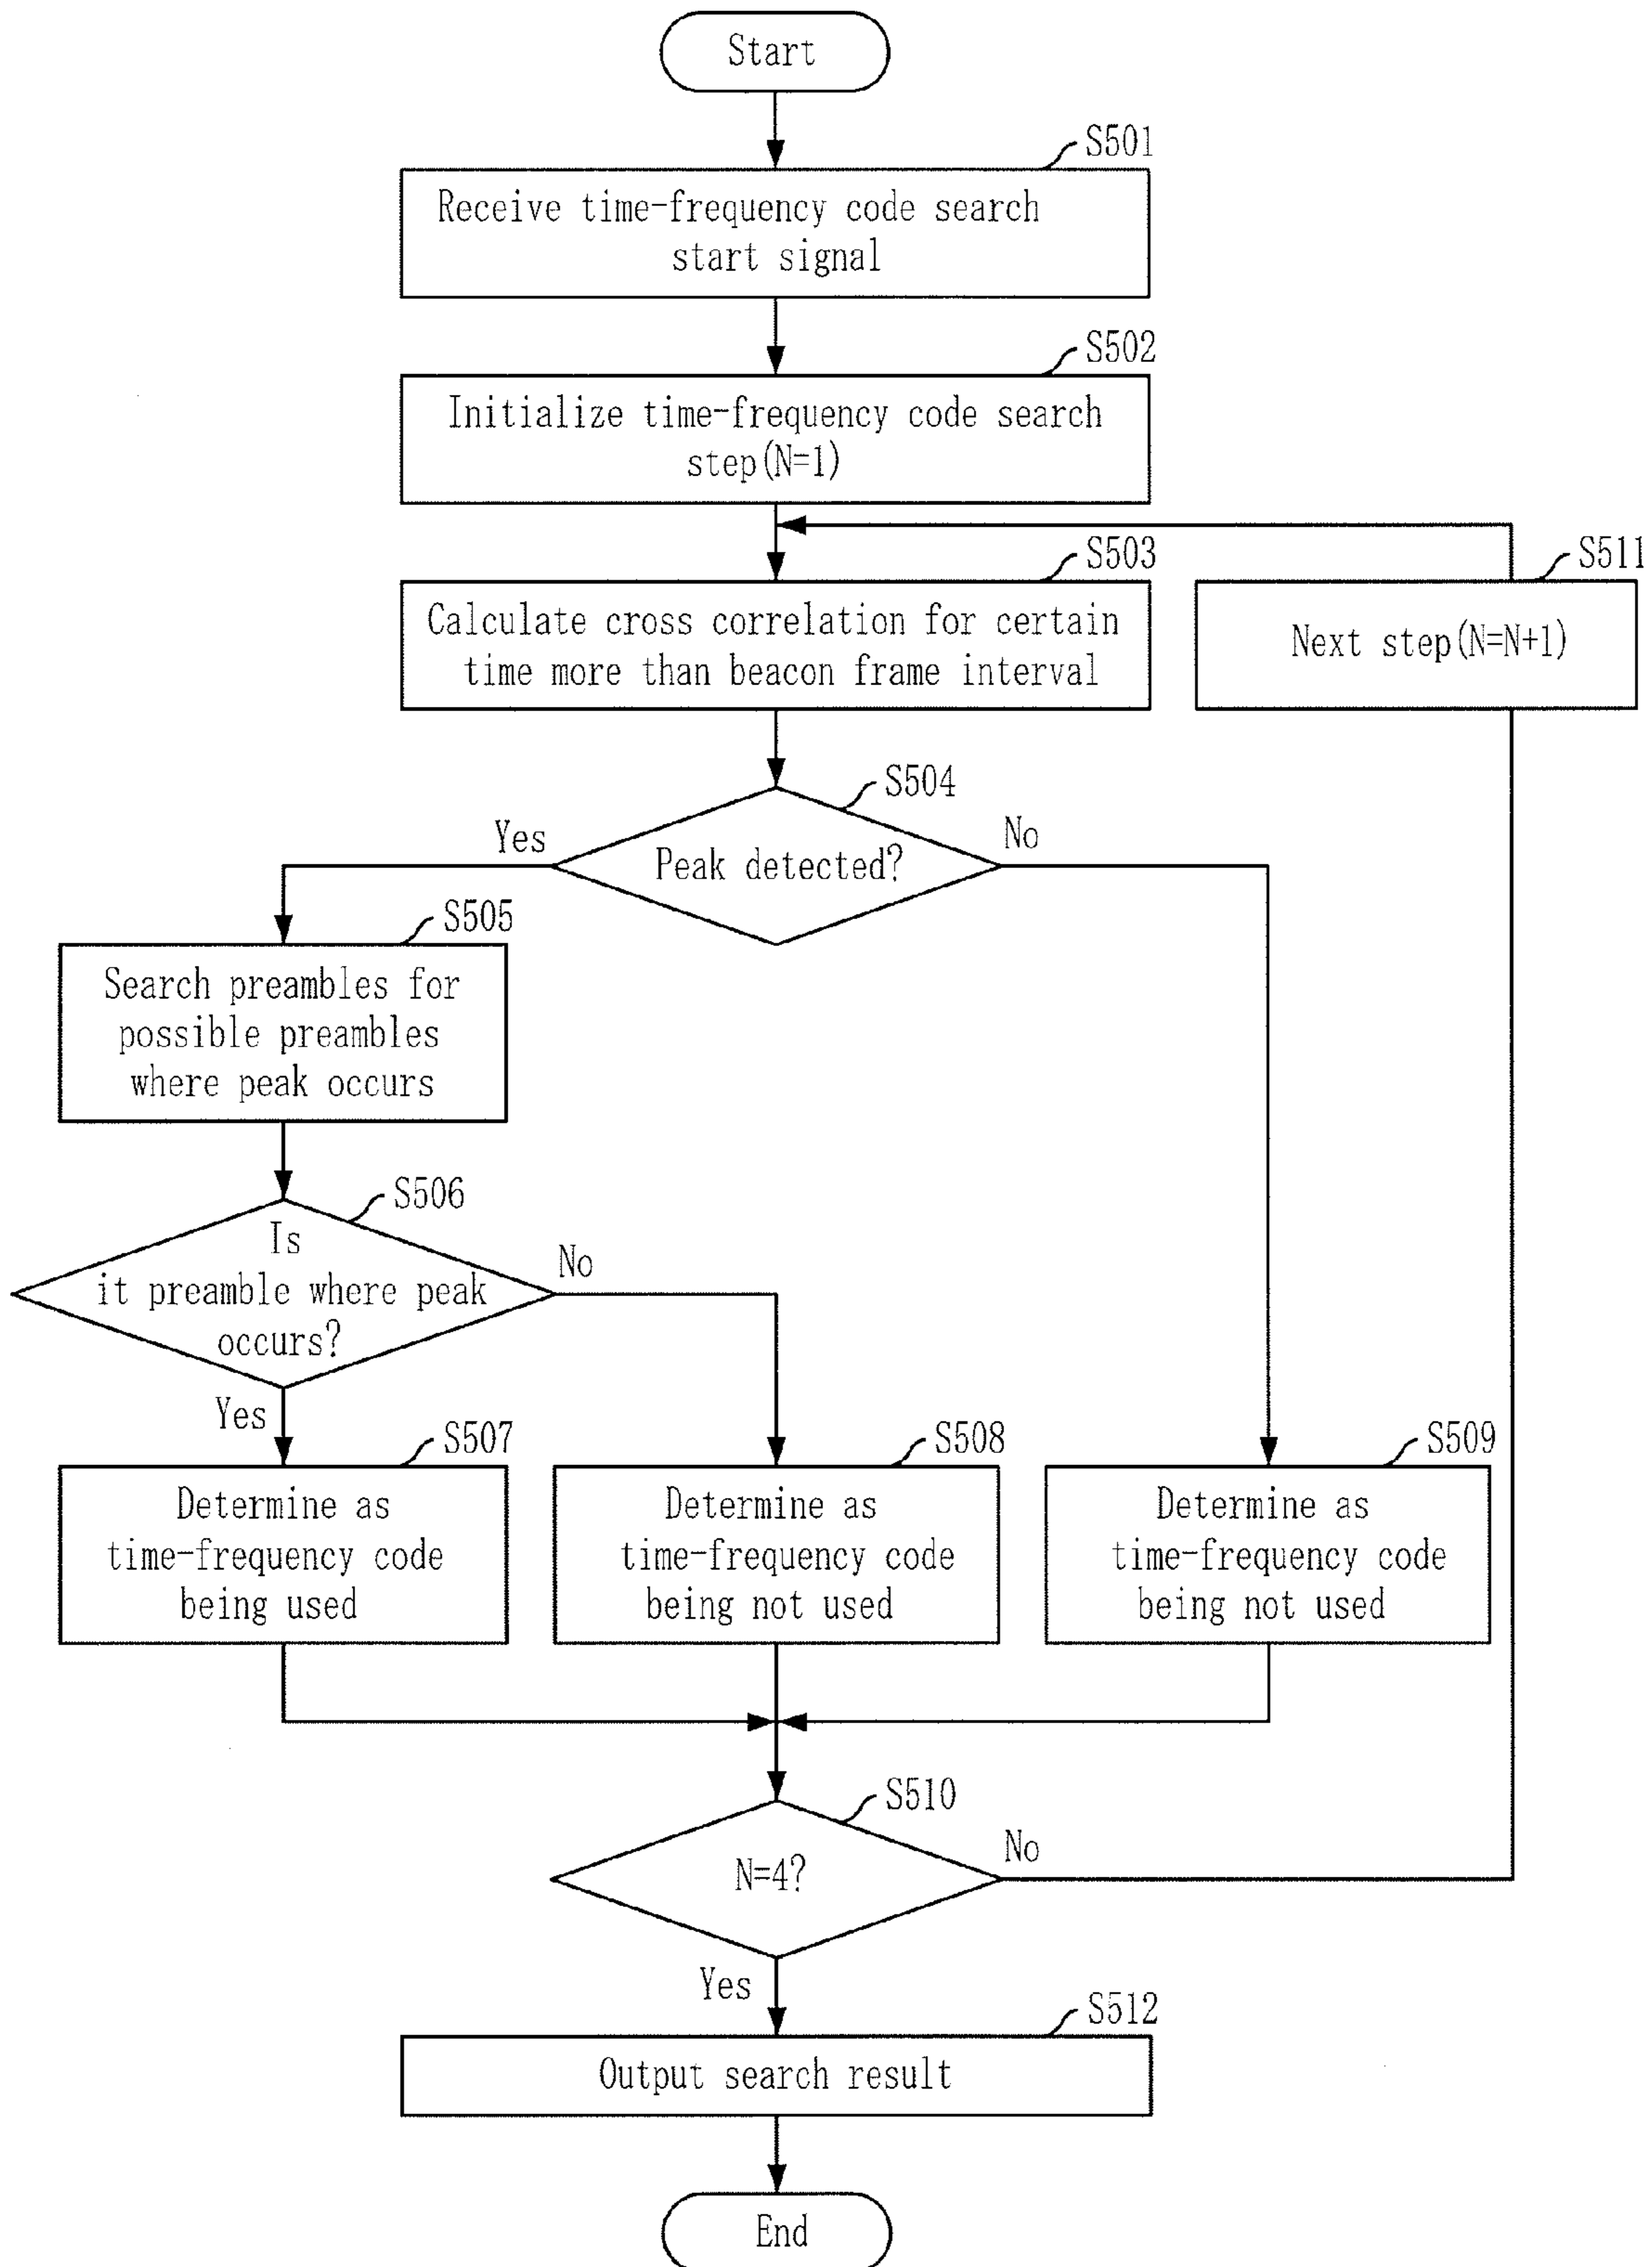 Start
S501
Receive time-frequency code search
start signal
S502
Initialize time-frequency code search
step(N=1)
S503
Calculate cross correlation for certain
time more than beacon frame interval
S511
Next step(N=N+1)
S504
Peak detected?
Yes
No
S505
Search preambles for
possible preambles
where peak occurs
S506
Is
it preamble where peak
occurs?
No
Yes
S507
Determine as
time-frequency code
being used
S508
Determine as
time-frequency code
being not used
S509
Determine as
time-frequency code
being not used
S510
N=4?
No
Yes
S512
Output search result
End